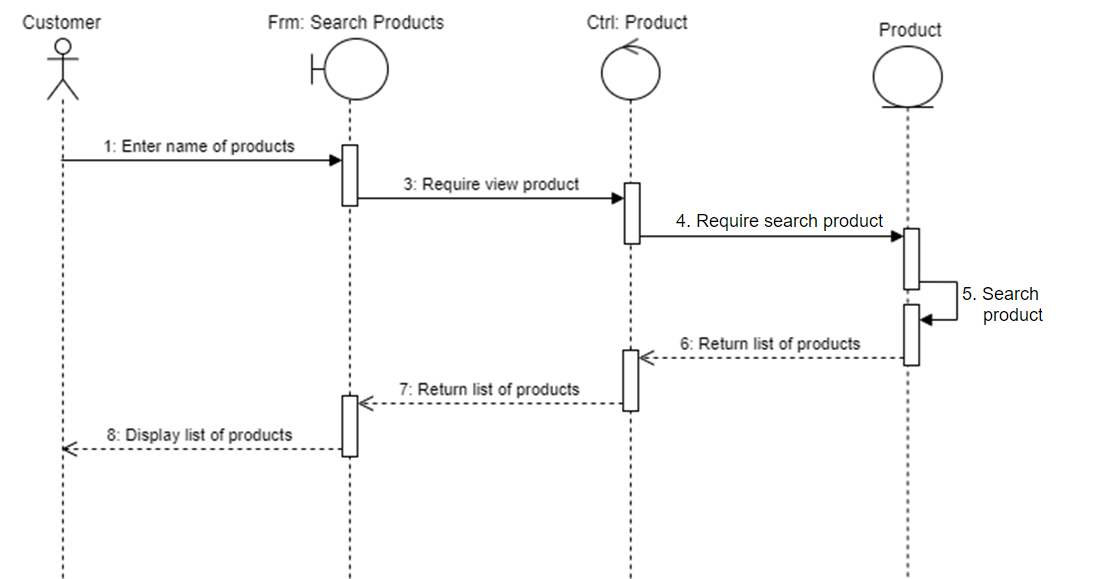 Customer
Frm: Search Products
Ctrl: Product
Product
1: Enter name of products
3: Require view product
4. Require search product
5. Search
product
6: Return list of products
7: Return list of products
8: Display list of products